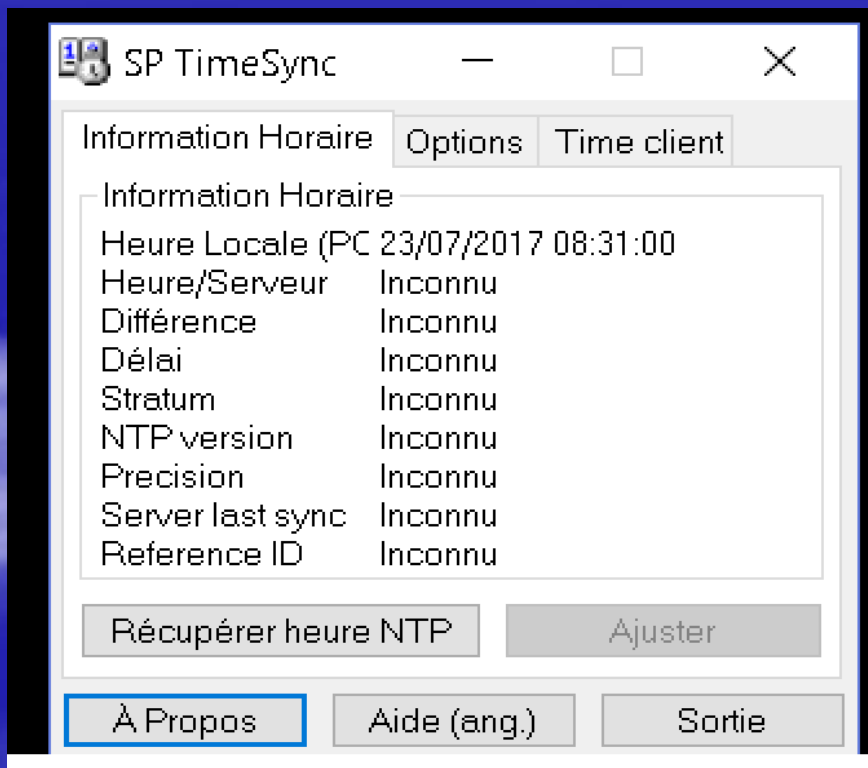 SP TimeSync
Information Horaire Options Time client
Information Horaire
Heure Locale (PC 23/07/2017 08:31:00
Heure/Serveur Inconnu
Différence Inconnu
Délai Inconnu
Stratum Inconnu
NTP version Inconnu
Precision Inconnu
Server last sync Inconnu
Reference ID Inconnu
Récupérer heure NTP Ajuster
À Propos Aide (ang.) Sortie